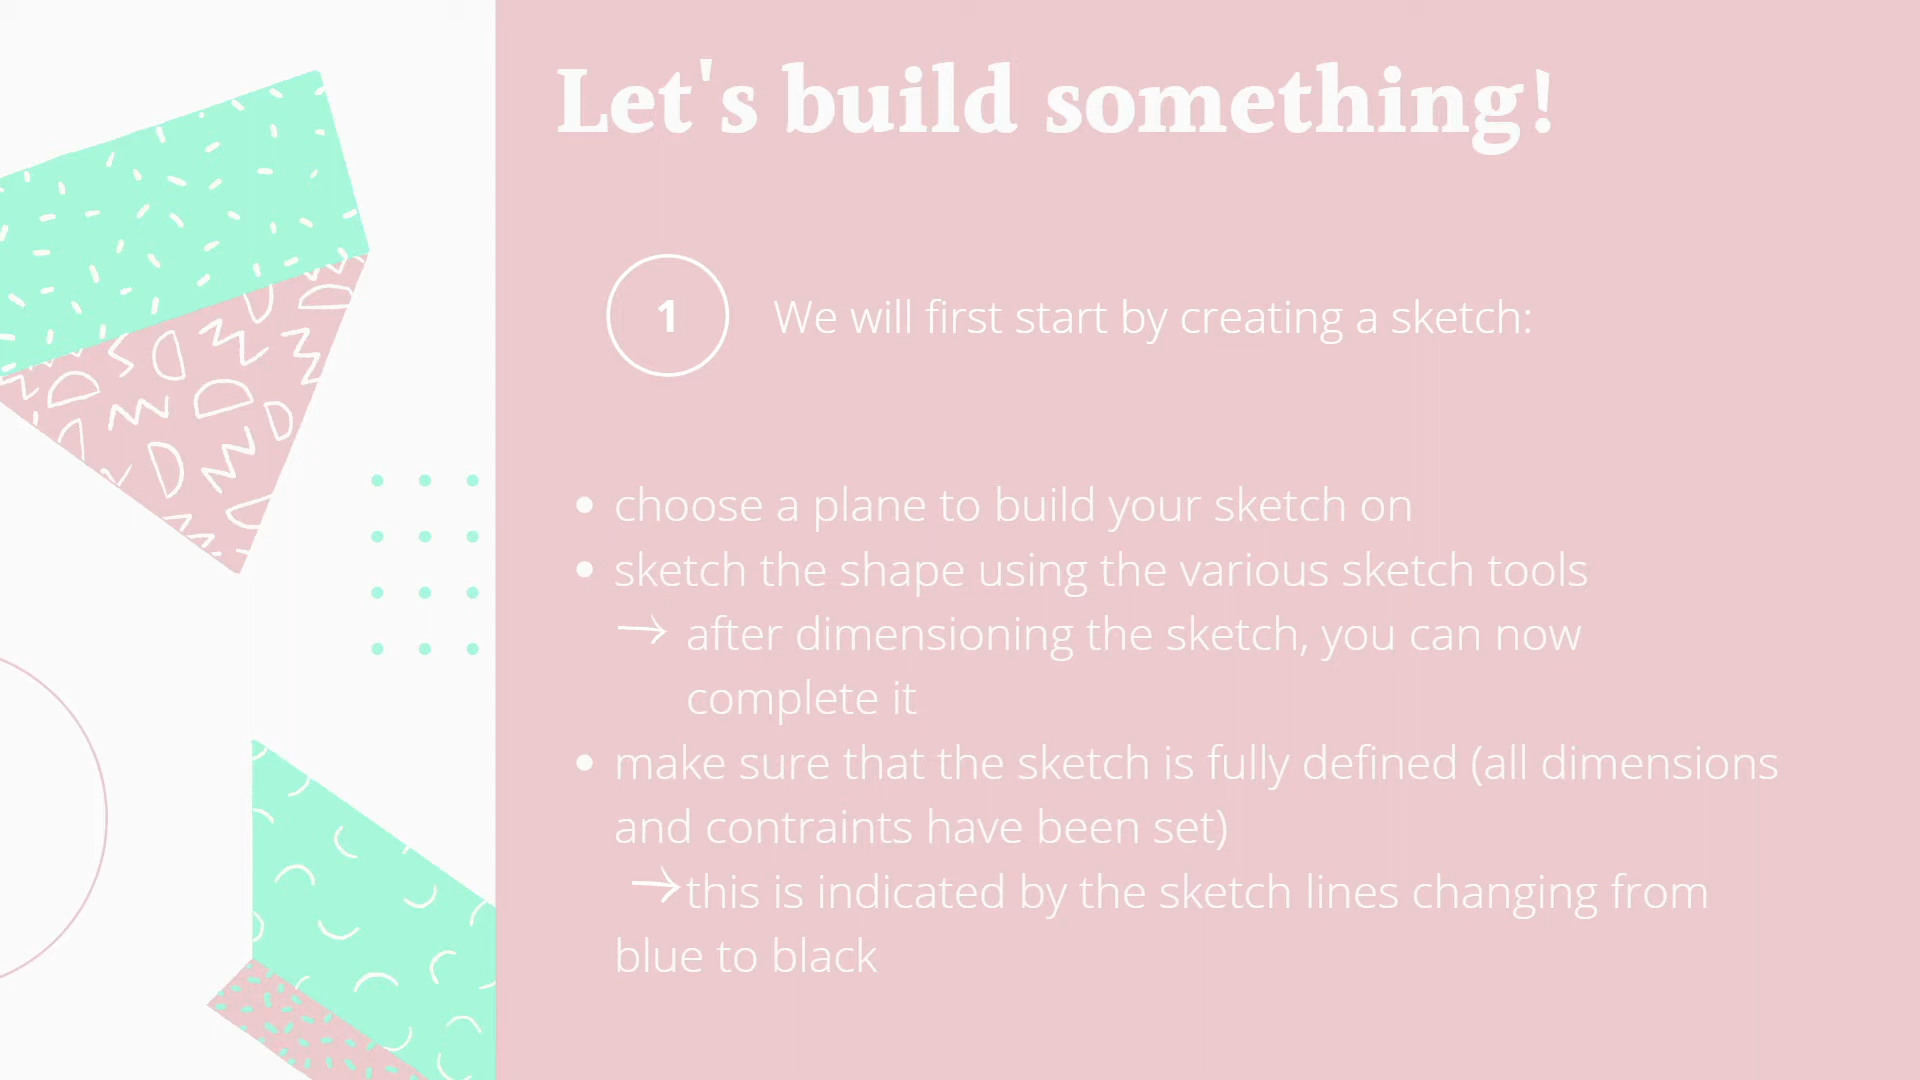 Let's build something!
1 We will first start by creating a sketch:
• choose a plane to build your sketch on
• sketch the shape using the various sketch tools
→ after dimensioning the sketch, you can now
complete it
• make sure that the sketch is fully defined (all dimensions
and contraints have been set)
→this is indicated by the sketch lines changing from
blue to black